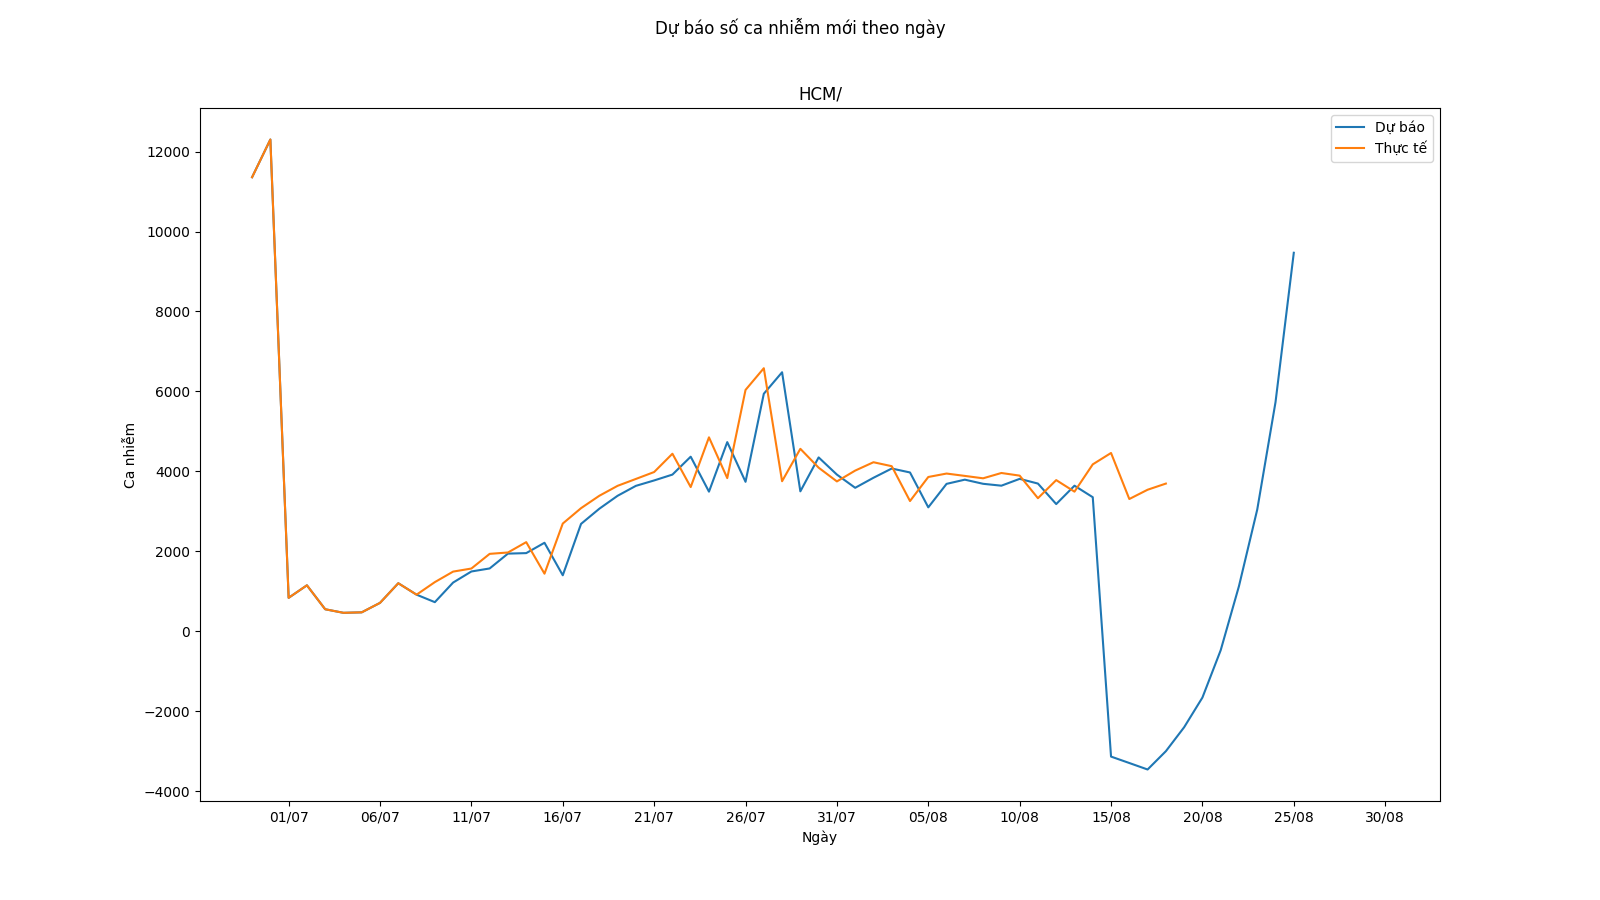 Dự báo số ca nhiễm mới theo ngày
HCM/
Dự báo
Thực tế
12000
10000
8000
6000
4000
2000
0
−2000
−4000
Ca nhiễm
01/07 06/07 11/07 16/07 21/07 26/07 31/07 05/08 10/08 15/08 20/08 25/08 30/08
Ngày